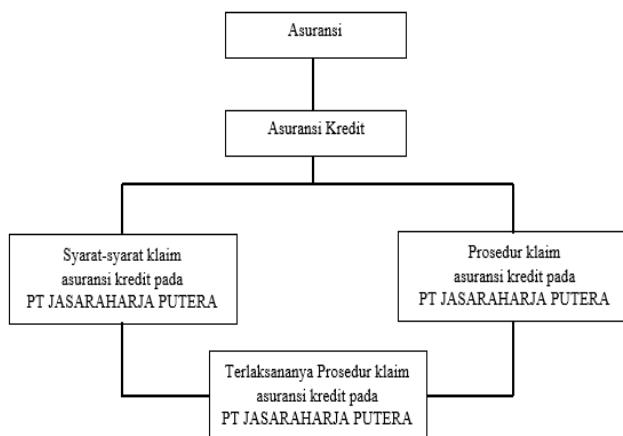 Asuransi
Asuransi Kredit
Syarat-syarat klaim
asuransi kredit pada
PT JASARAHARJA PUTERA
Prosedur klaim
asuransi kredit pada
PT JASARAHARJA PUTERA
Terlaksananya Prosedur klaim
asuransi kredit pada
PT JASARAHARJA PUTERA